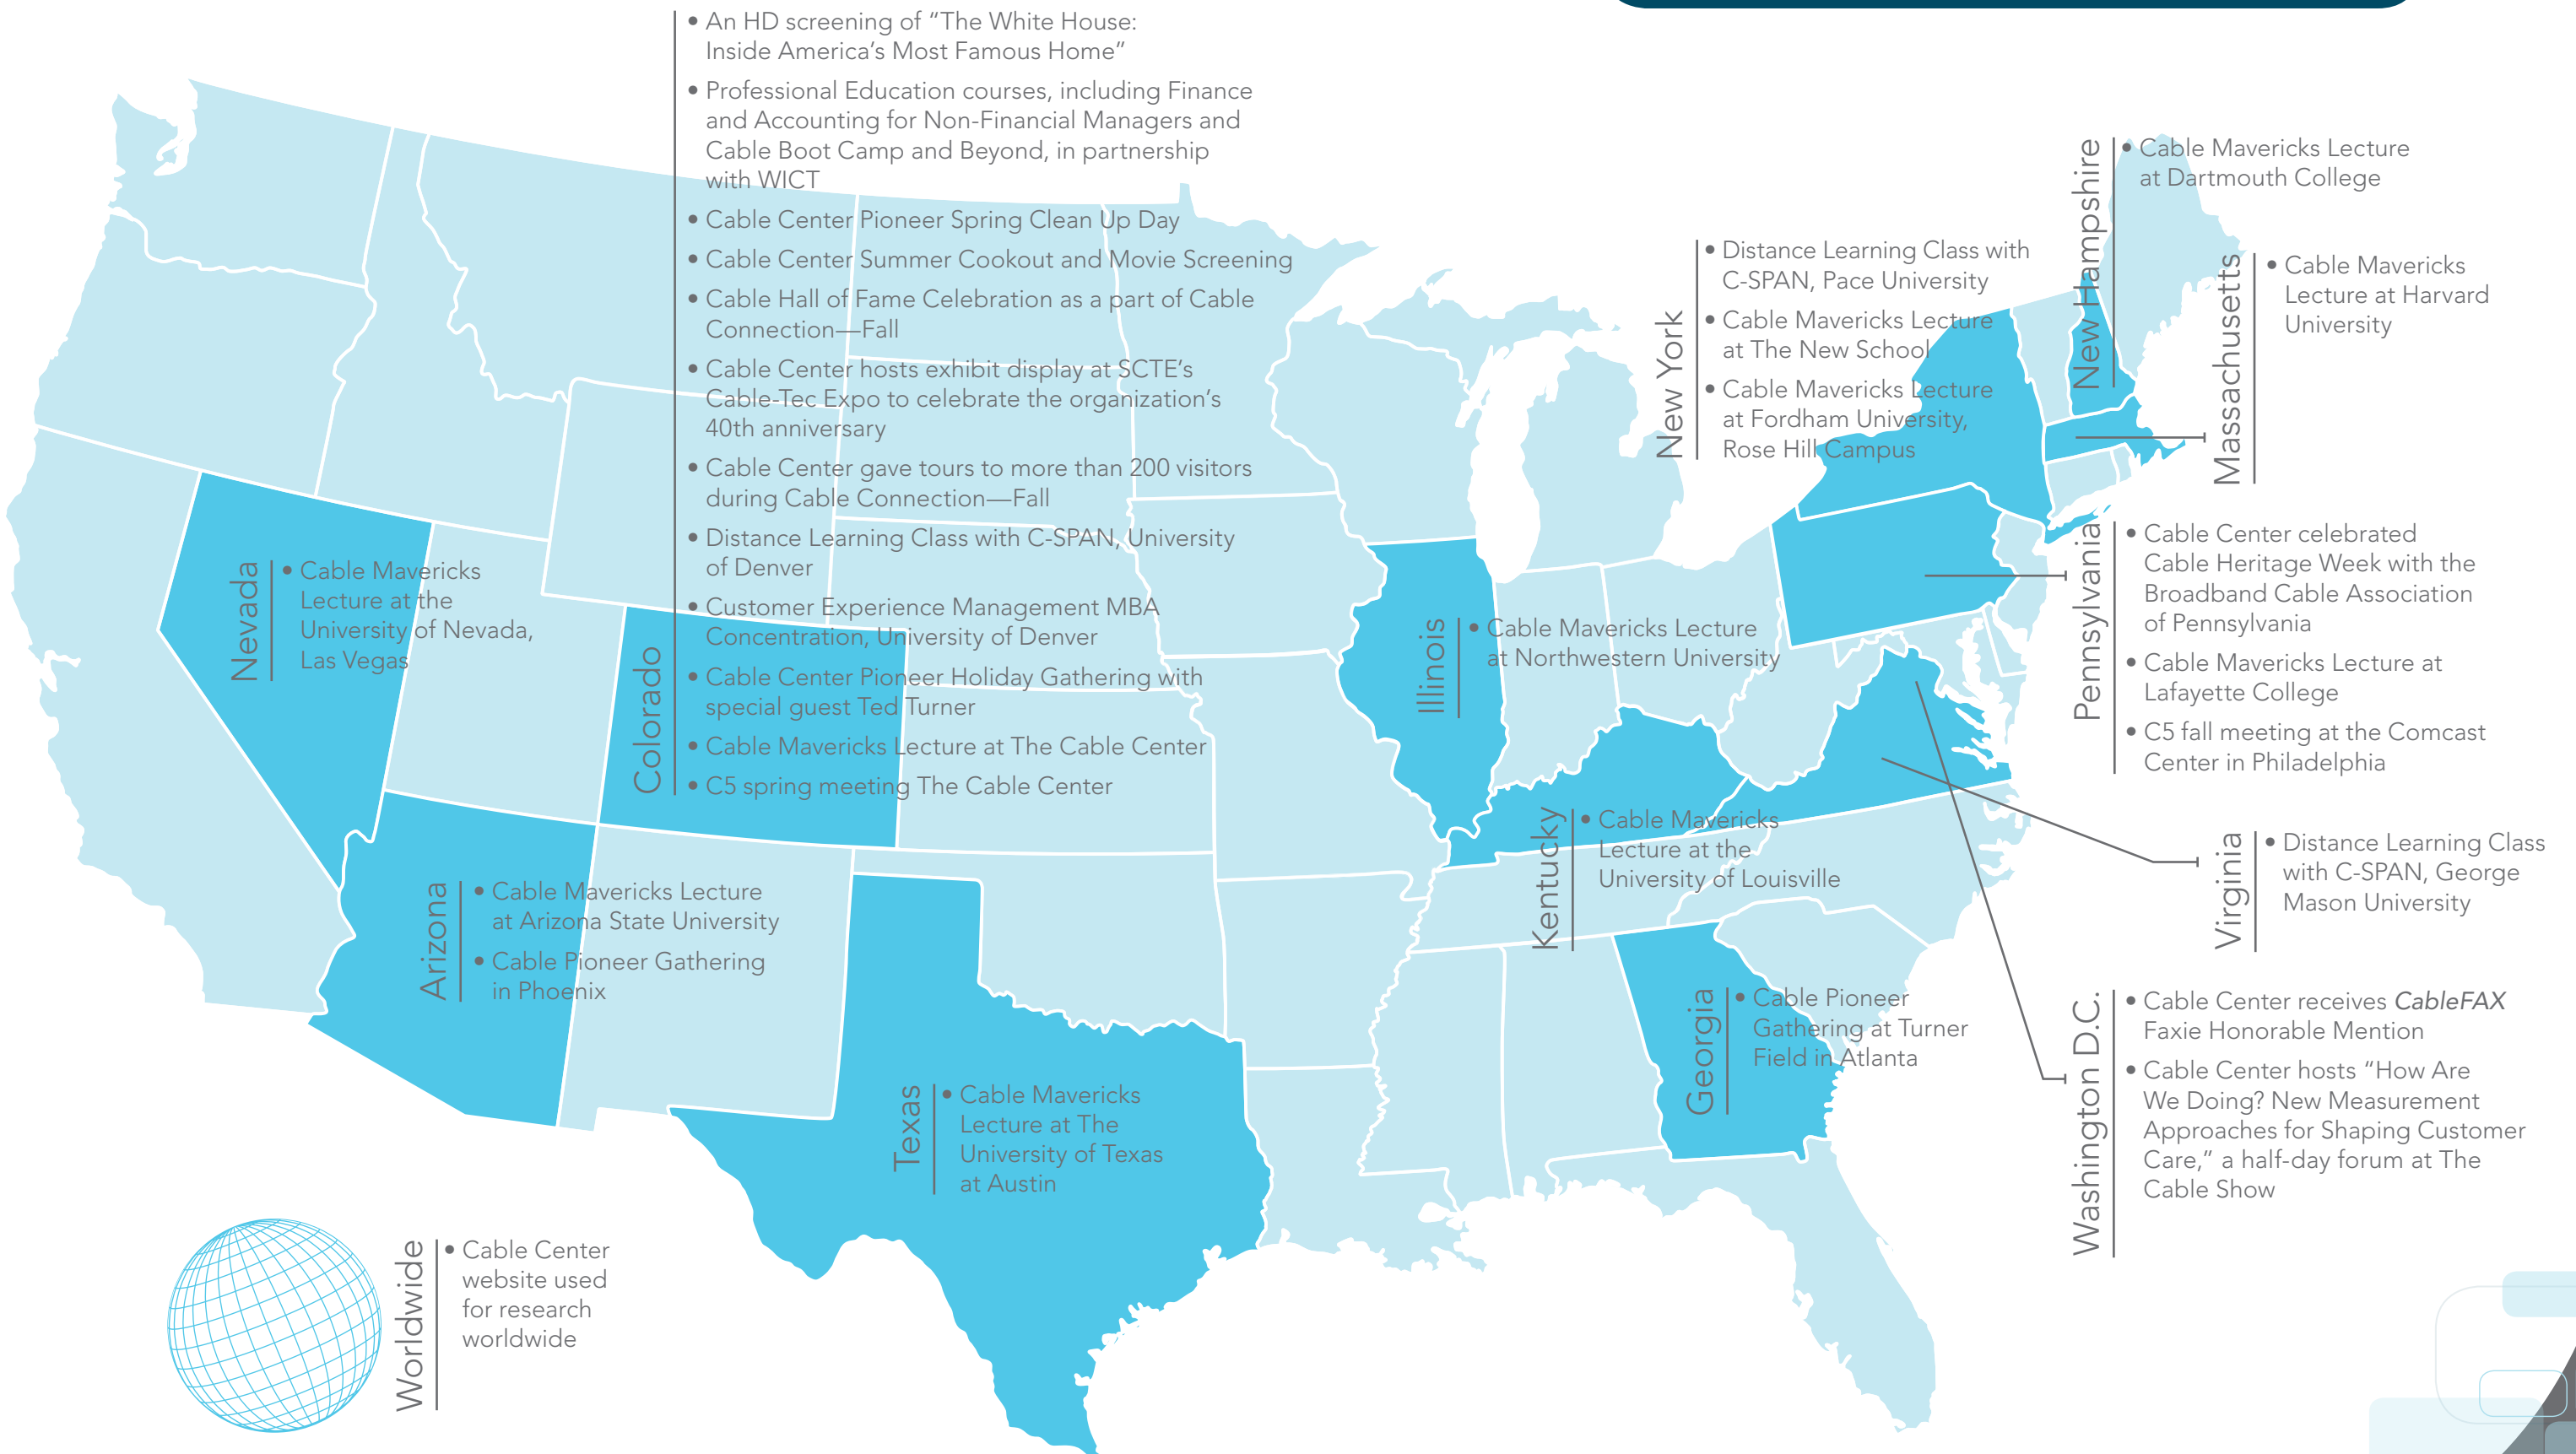 • An HD screening of “The White House:
Inside America’s Most Famous Home”
• Professional Education courses, including Finance
and Accounting for Non-Financial Managers and
Cable Boot Camp and Beyond, in partnership
with WICT
• Cable Center Pioneer Spring Clean Up Day
• Cable Center Summer Cookout and Movie Screening
• Cable Hall of Fame Celebration as a part of Cable
Connection—Fall
• Cable Center hosts exhibit display at SCTE’s
Cable-Tec Expo to celebrate the organization’s
40th anniversary
• Cable Center gave tours to more than 200 visitors
during Cable Connection—Fall
• Distance Learning Class with C-SPAN, University
of Denver
• Customer Experience Management MBA
Concentration, University of Denver
• Cable Center Pioneer Holiday Gathering with
special guest Ted Turner
• Cable Mavericks Lecture at The Cable Center
• C5 spring meeting The Cable Center
Colorado
Nevada
• Cable Mavericks
Lecture at the
University of Nevada,
Las Vegas
Arizona
• Cable Mavericks Lecture
at Arizona State University
• Cable Pioneer Gathering
in Phoenix
Texas
• Cable Mavericks
Lecture at The
University of Texas
at Austin
Worldwide
• Cable Center
website used
for research
worldwide
Illinois
• Cable Mavericks Lecture
at Northwestern University
Kentucky
• Cable Mavericks
Lecture at the
University of Louisville
Georgia
• Cable Pioneer
Gathering at Turner
Field in Atlanta
New York
• Distance Learning Class with
C-SPAN, Pace University
• Cable Mavericks Lecture
at The New School
• Cable Mavericks Lecture
at Fordham University,
Rose Hill Campus
New Hampshire
• Cable Mavericks Lecture
at Dartmouth College
Massachusetts
• Cable Mavericks
Lecture at Harvard
University
Pennsylvania
• Cable Center celebrated
Cable Heritage Week with the
Broadband Cable Association
of Pennsylvania
• Cable Mavericks Lecture at
Lafayette College
• C5 fall meeting at the Comcast
Center in Philadelphia
Virginia
• Distance Learning Class
with C-SPAN, George
Mason University
Washington D.C.
• Cable Center receives CableFAX
Faxie Honorable Mention
• Cable Center hosts “How Are
We Doing? New Measurement
Approaches for Shaping Customer
Care,” a half-day forum at The
Cable Show